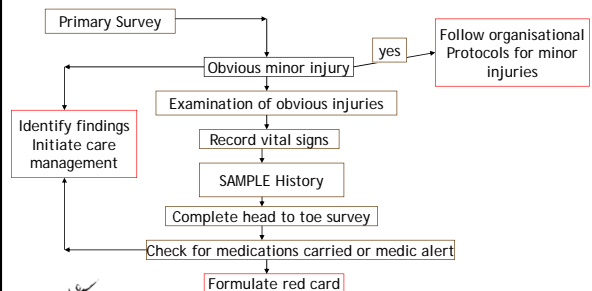 Primary Survey
Follow organisational
Protocols for minor
injuries
yes
Obvious minor injury
Examination of obvious injuries
Identify findings
Initiate care
management
Record vital signs
SAMPLE History
Complete head to toe survey
Check for medications carried or medic alert
Formulate red card